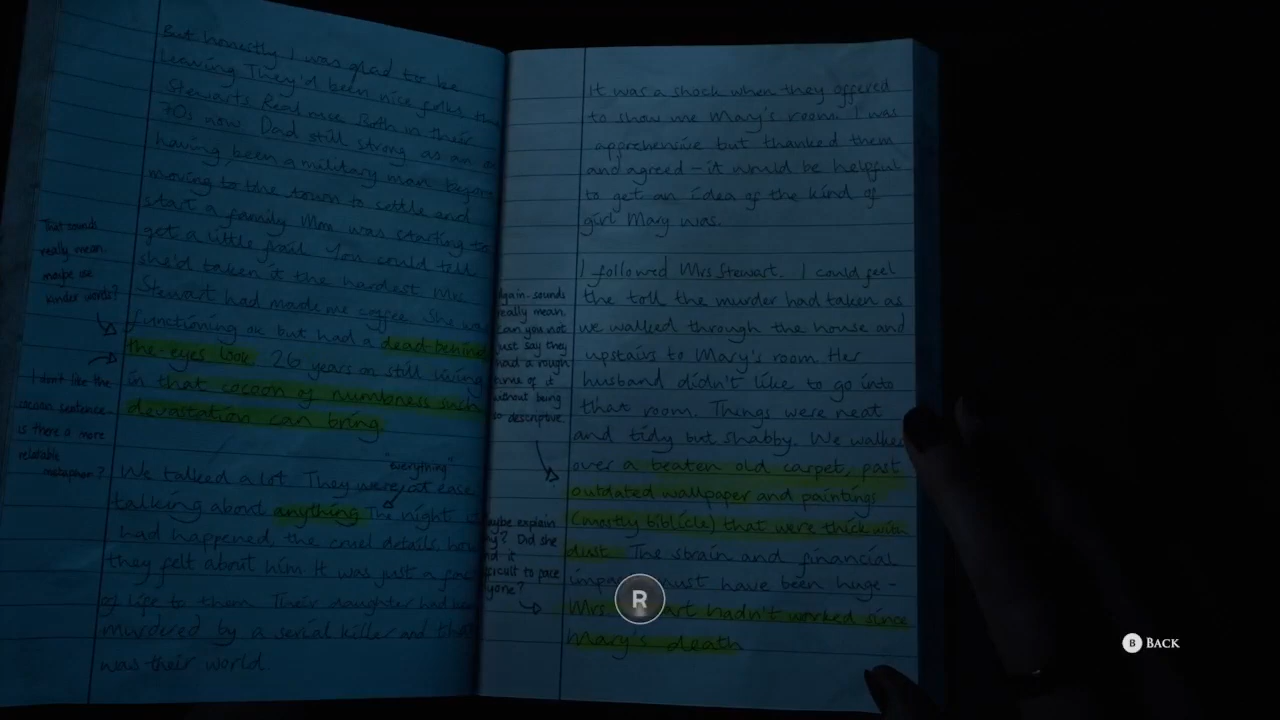 But honestly I was glad to be
leaving They'd been nice folks the
Stewarts Real nice Both in their
70s now Dad still strong as an o
having been a military man before
moving to the town to settle and
start a family Mom was starting to
get a little frail You could tell
she'd taken it the hardest Mrs
Stewart had made me coffee. She was
functioning ok but had a dead-behind
the eyes look 26 years on still living
in that cocoon of numbness such
devastation can bring
We talked a lot. They were at ease
talking about anything The night it
had happened the cruel details, how
they felt about him It was just a
of life to them Their daughter had
murdered by a serial killer and that
was their world
That sounds
really mean.
maybe use
kinder words?
I don't like the
cocoon sentence.
is there a more
relatable
metaphor?
"everything"
It was a shock when they offered
to show me Mary's room. I was
apprehensive but thanked them
and agreed - it would be helpful
to get an idea of the kind of
girl Mary was.
I followed Mrs Stewart. I could feel
the toll the murder had taken as
we walked through the house and
upstairs to Mary's room Her
husband didn't like to go into
that room. Things were neat
and tidy but shabby. We walked
over a beaten old carpet, past
outdated wallpaper and paintings
(mostly biblicle) that were thick with
dust The strain and financial
impa must have been huge -
Mrs art hadn't worked since
Mary's death
again. sounds
really mean.
can you not
just say they
had a rough
time of it
without being
so descriptive.
maybe explain
y? Did she
nd it
fficult to face
yone?
R
B BACK